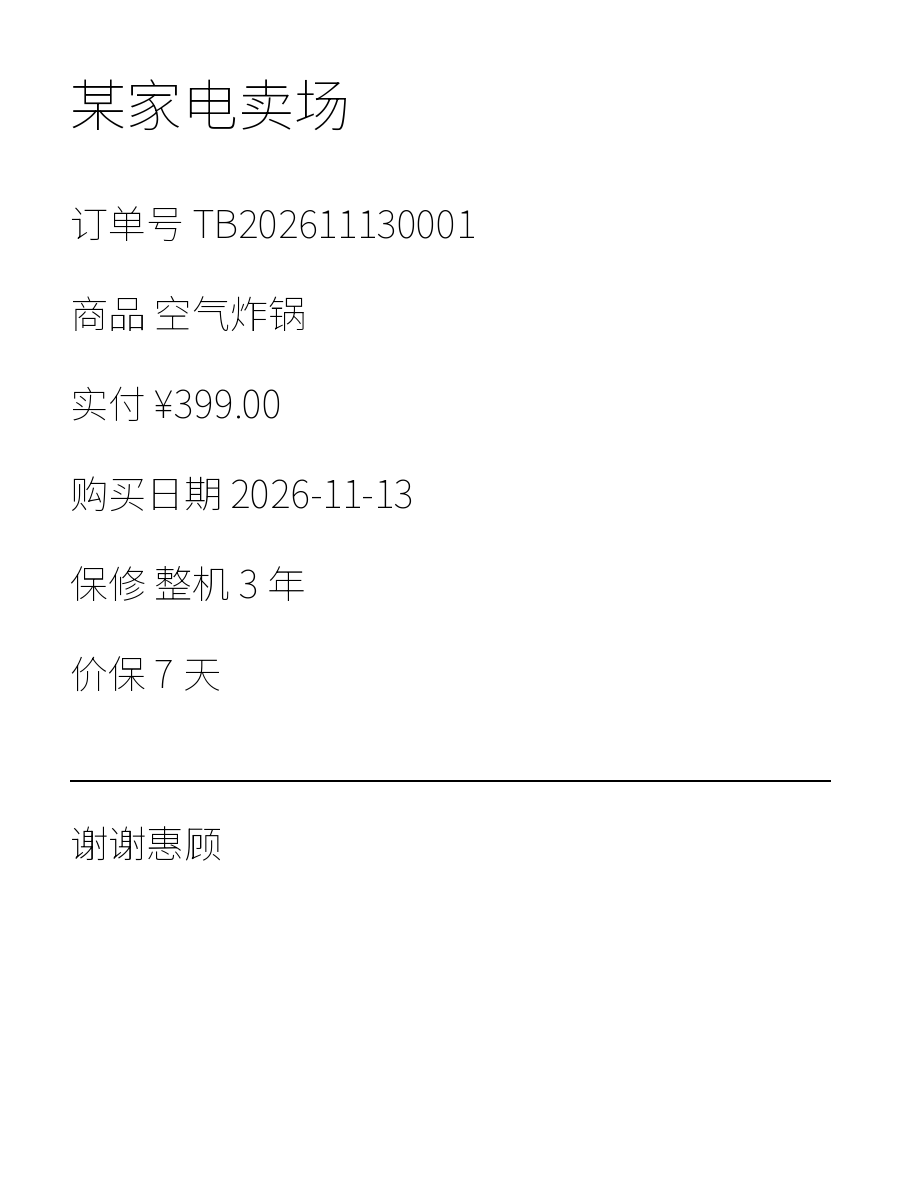 某家电卖场
订单号 TB202611130001
商品 空气炸锅
实付 ¥399.00
购买日期 2026-11-13
保修 整机 3 年
价保 7 天
谢谢惠顾